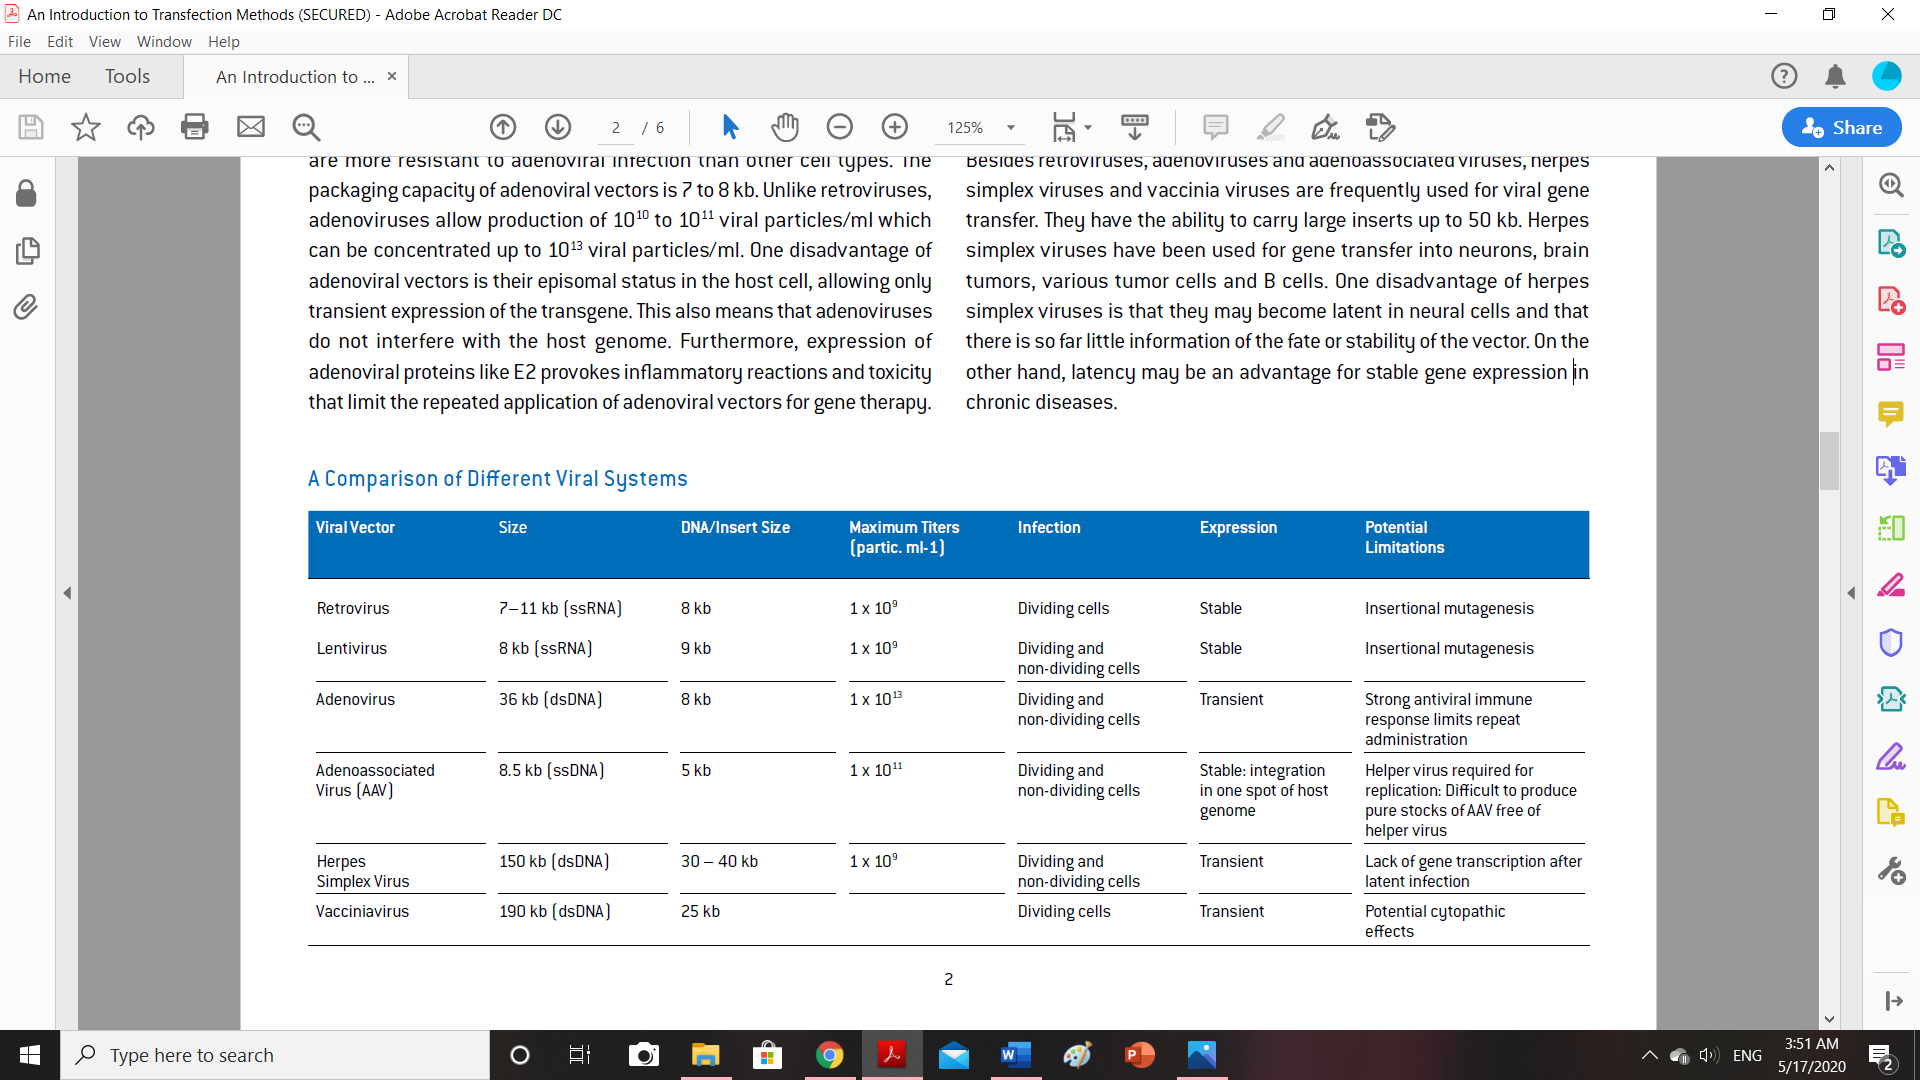 An Introduction to Transfection Methods (SECURED) - Adobe Acrobat Reader DC
File Edit View Window Help
Home Tools An Introduction to ... ×
2 / 6 125% Share
are more resistant to adenoviral infection than other cell types. The
packaging capacity of adenoviral vectors is 7 to 8 kb. Unlike retroviruses,
adenoviruses allow production of 10¹⁰ to 10¹¹ viral particles/ml which
can be concentrated up to 10¹³ viral particles/ml. One disadvantage of
adenoviral vectors is their episomal status in the host cell, allowing only
transient expression of the transgene. This also means that adenoviruses
do not interfere with the host genome. Furthermore, expression of
adenoviral proteins like E2 provokes inflammatory reactions and toxicity
that limit the repeated application of adenoviral vectors for gene therapy.
Besides retroviruses, adenoviruses and adenoassociated viruses, herpes
simplex viruses and vaccinia viruses are frequently used for viral gene
transfer. They have the ability to carry large inserts up to 50 kb. Herpes
simplex viruses have been used for gene transfer into neurons, brain
tumors, various tumor cells and B cells. One disadvantage of herpes
simplex viruses is that they may become latent in neural cells and that
there is so far little information of the fate or stability of the vector. On the
other hand, latency may be an advantage for stable gene expression in
chronic diseases.
A Comparison of Different Viral Systems
Viral Vector Size DNA/Insert Size Maximum Titers Infection Expression Potential
(partic. ml-1) Limitations
Retrovirus 7–11 kb (ssRNA) 8 kb 1 x 10⁹ Dividing cells Stable Insertional mutagenesis
Lentivirus 8 kb (ssRNA) 9 kb 1 x 10⁹ Dividing and Stable Insertional mutagenesis
non-dividing cells
Adenovirus 36 kb (dsDNA) 8 kb 1 x 10¹³ Dividing and Transient Strong antiviral immune
non-dividing cells response limits repeat
administration
Adenoassociated 8.5 kb (ssDNA) 5 kb 1 x 10¹¹ Dividing and Stable: integration Helper virus required for
Virus (AAV) non-dividing cells in one spot of host replication: Difficult to produce
genome pure stocks of AAV free of
helper virus
Herpes 150 kb (dsDNA) 30 – 40 kb 1 x 10⁹ Dividing and Transient Lack of gene transcription after
Simplex Virus non-dividing cells latent infection
Vacciniavirus 190 kb (dsDNA) 25 kb Dividing cells Transient Potential cytopathic
effects
2
Type here to search ENG 3:51 AM
5/17/2020 2